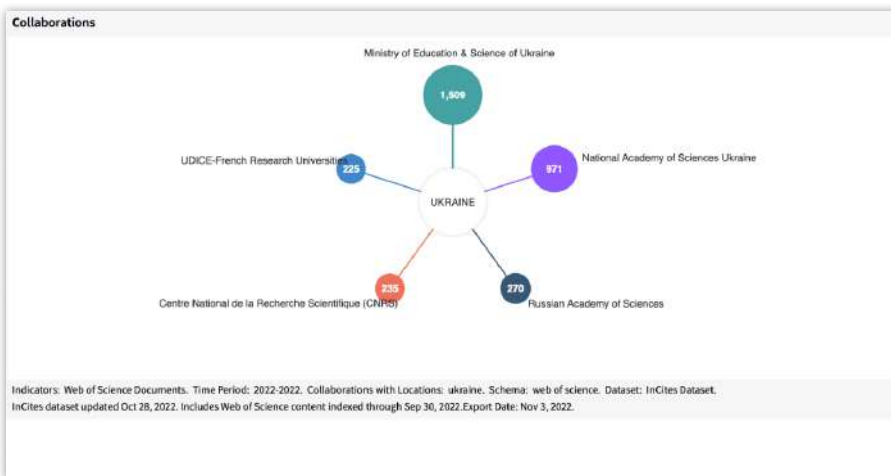 Collaborations
Ministry of Education & Science of Ukraine
1,509
UDICE-French Research Universities
225
971
National Academy of Sciences Ukraine
UKRAINE
Centre National de la Recherche Scientifique (CNRS)
235
270
Russian Academy of Sciences
Indicators: Web of Science Documents. Time Period: 2022-2022. Collaborations with Locations: ukraine. Schema: web of science. Dataset: InCites Dataset.
InCites dataset updated Oct 28, 2022. Includes Web of Science content indexed through Sep 30, 2022.Export Date: Nov 3, 2022.